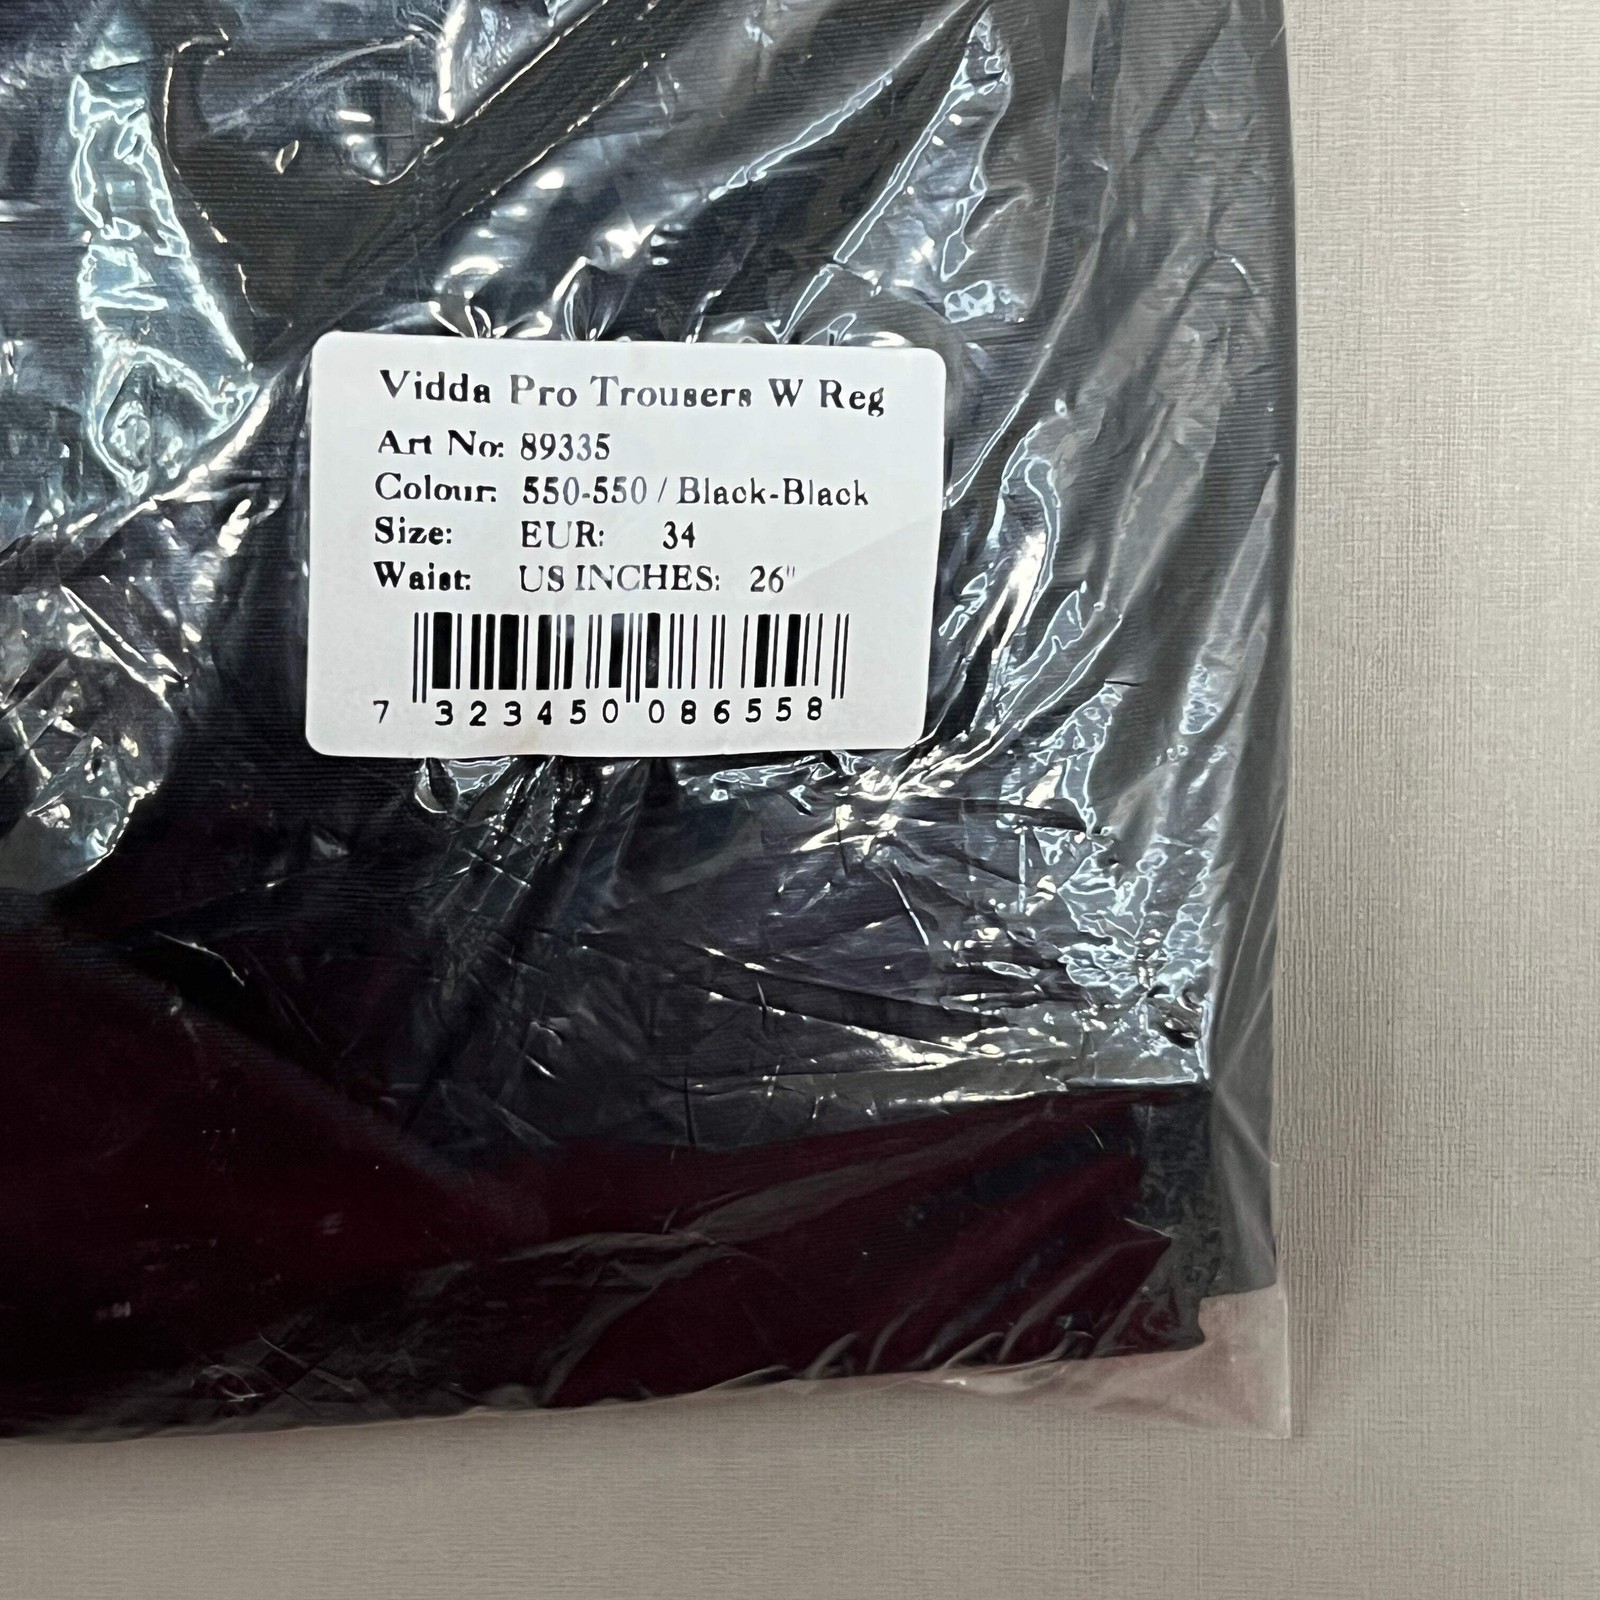 Vidda Pro Trousers W Reg
Art No: 89335
Colour: 550-550 / Black-Black
Size: EUR: 34
Waist: US INCHES: 26"
7 323450 086558